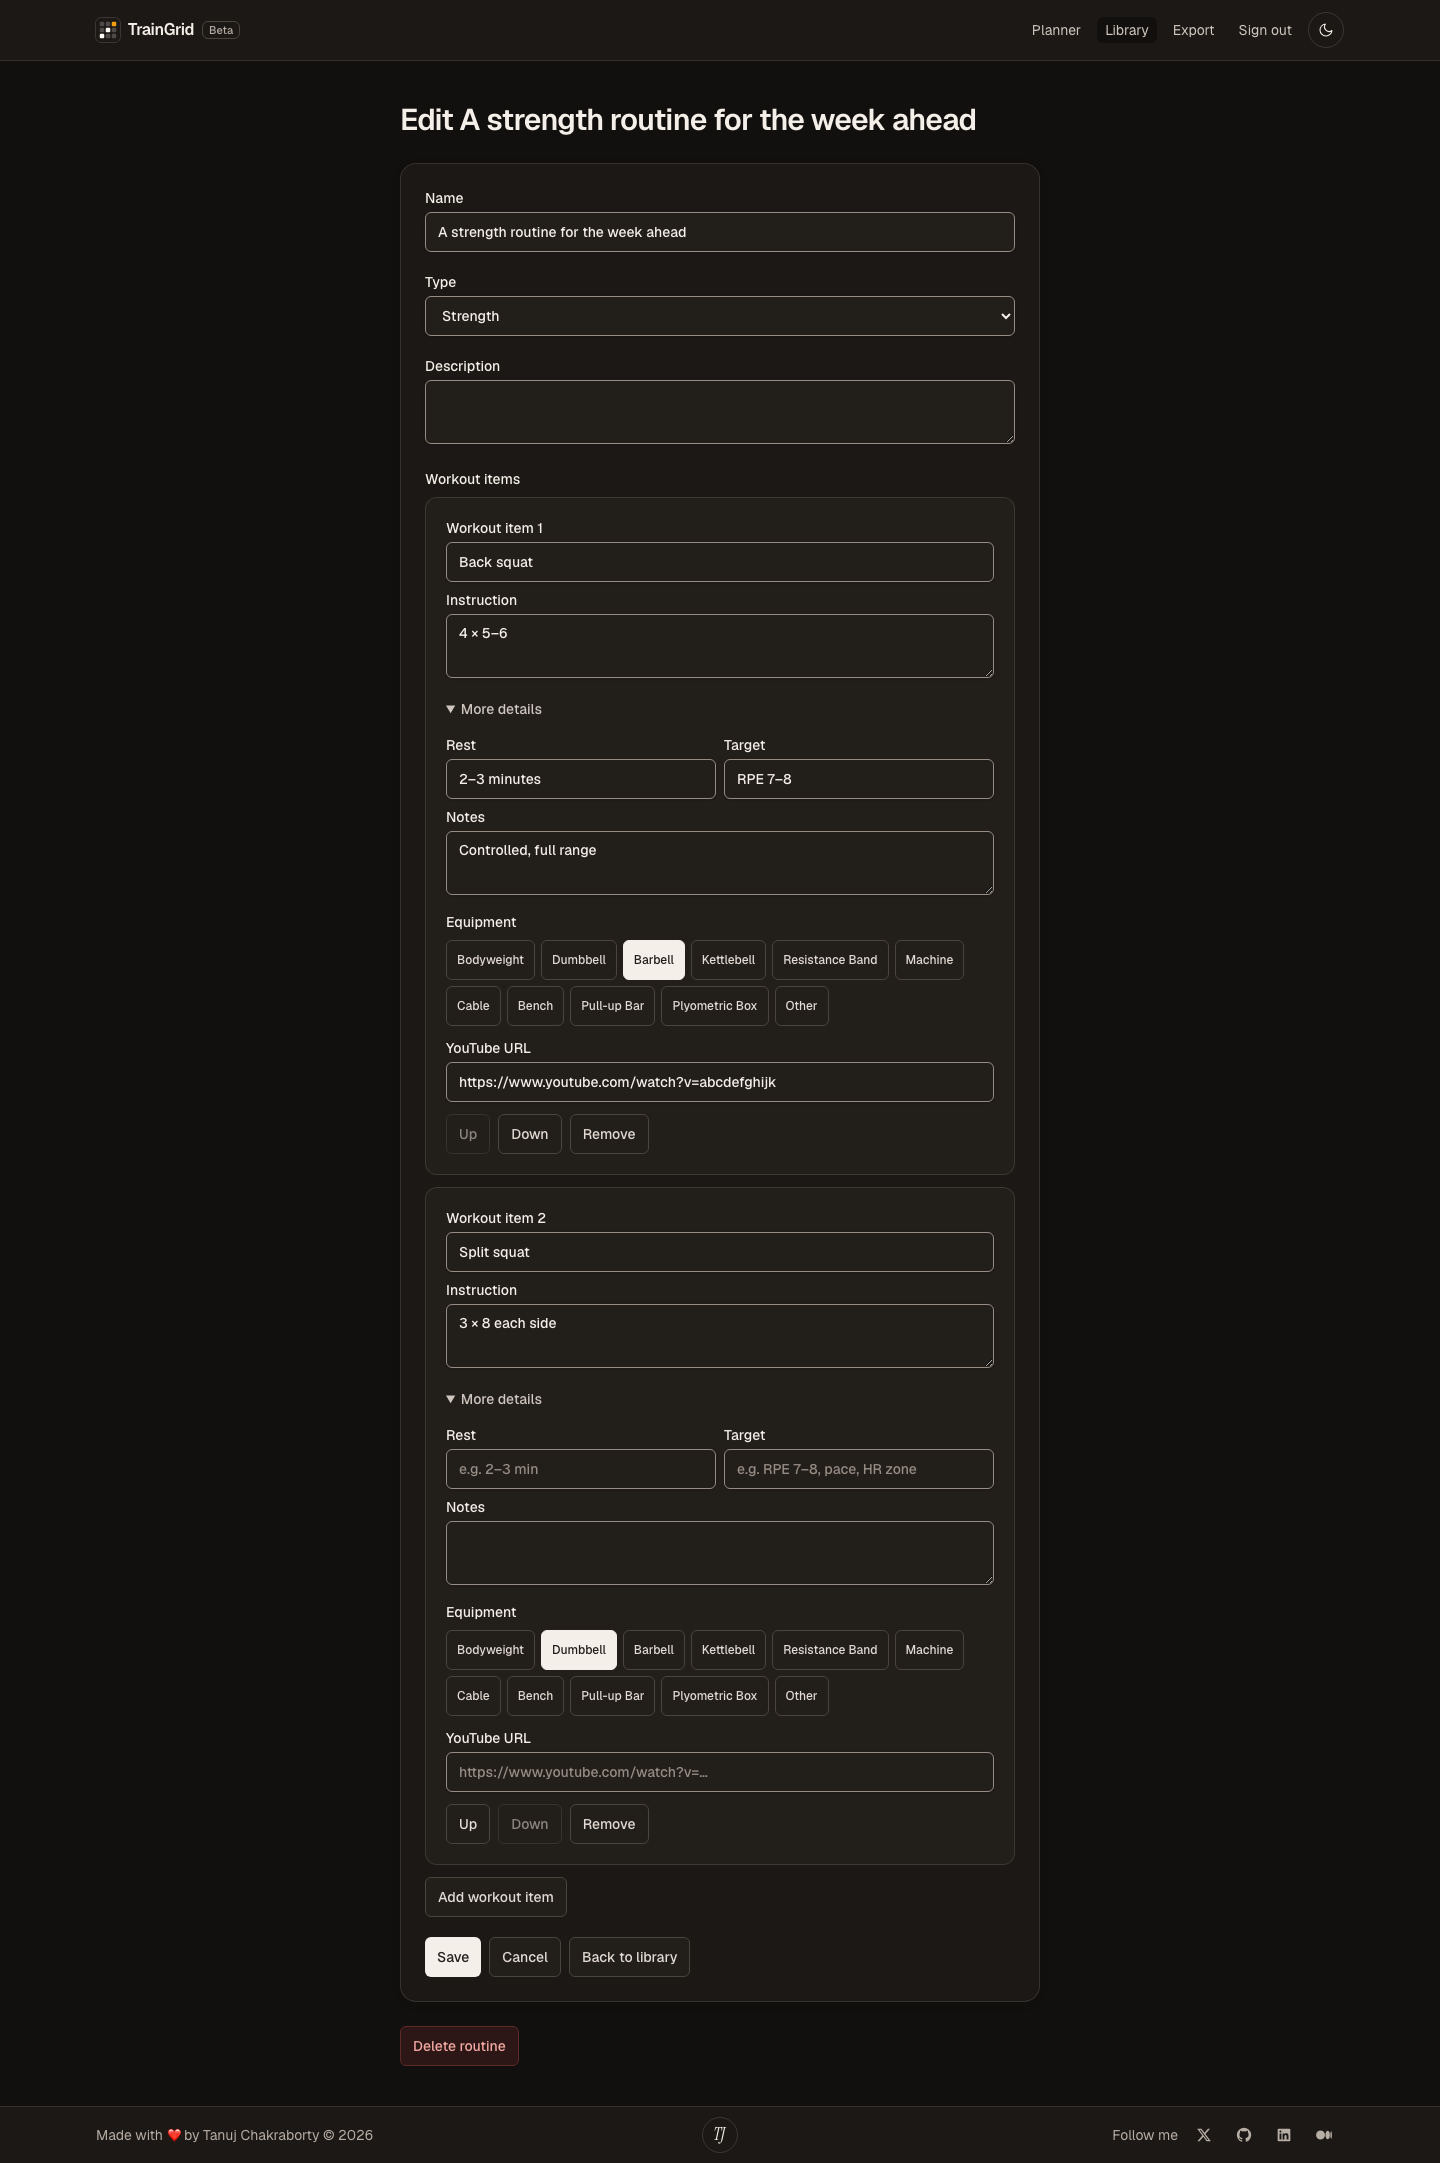 TrainGrid Beta Planner Library Export Sign out
Edit A strength routine for the week ahead
Name
A strength routine for the week ahead
Type
Strength
Description
Workout items
Workout item 1
Back squat
Instruction
4 × 5–6
▼ More details
Rest Target
2–3 minutes RPE 7–8
Notes
Controlled, full range
Equipment
Bodyweight Dumbbell Barbell Kettlebell Resistance Band Machine
Cable Bench Pull-up Bar Plyometric Box Other
YouTube URL
https://www.youtube.com/watch?v=abcdefghijk
Up Down Remove
Workout item 2
Split squat
Instruction
3 × 8 each side
▼ More details
Rest Target
e.g. 2–3 min e.g. RPE 7–8, pace, HR zone
Notes
Equipment
Bodyweight Dumbbell Barbell Kettlebell Resistance Band Machine
Cable Bench Pull-up Bar Plyometric Box Other
YouTube URL
https://www.youtube.com/watch?v=…
Up Down Remove
Add workout item
Save Cancel Back to library
Delete routine
Made with ❤️ by Tanuj Chakraborty © 2026 TJ Follow me